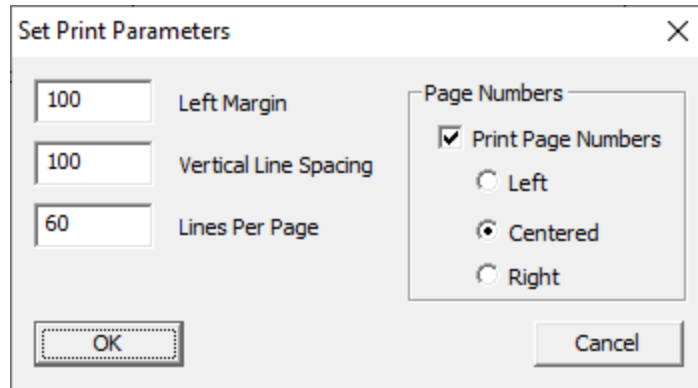 Set Print Parameters
100 Left Margin
100 Vertical Line Spacing
60 Lines Per Page
Page Numbers
Print Page Numbers
Left
Centered
Right
OK
Cancel